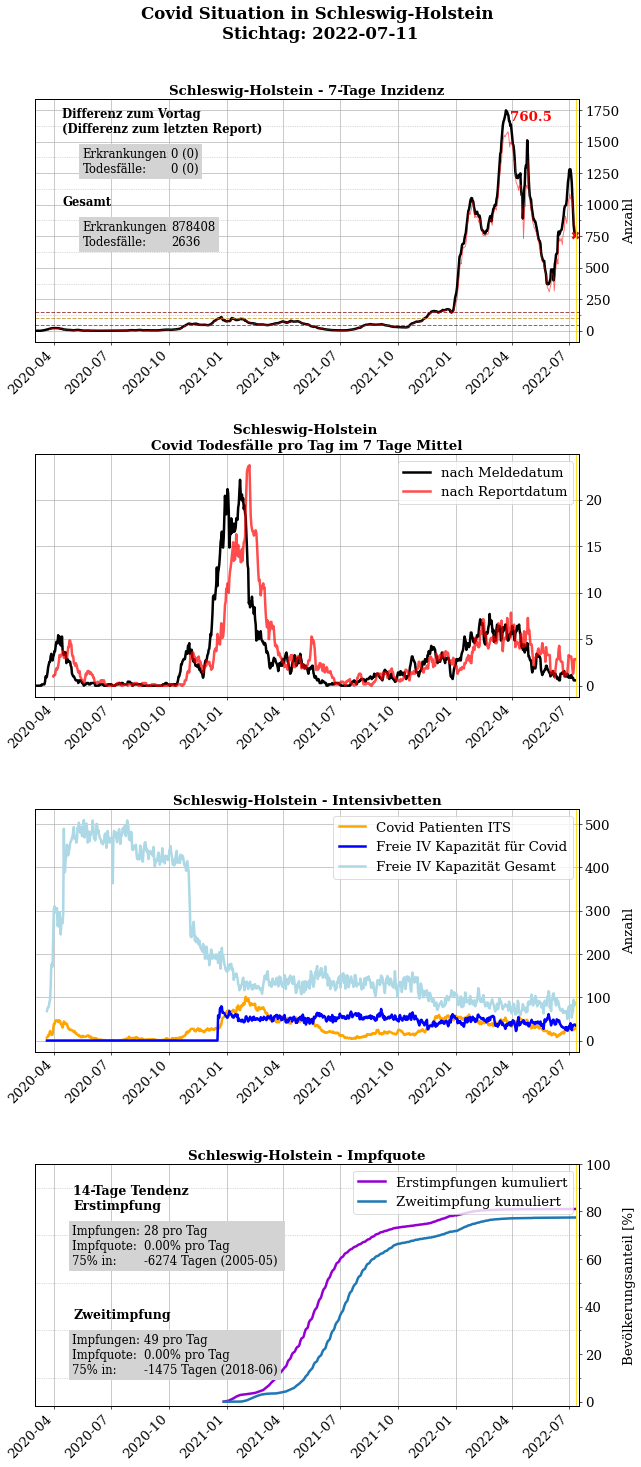 Covid Situation in Schleswig-Holstein
Stichtag: 2022-07-11
Schleswig-Holstein - 7-Tage Inzidenz
Differenz zum Vortag
(Differenz zum letzten Report)
Erkrankungen 0 (0)
Todesfälle: 0 (0)
Gesamt
Erkrankungen 878408
Todesfälle: 2636
760.5
1750
1500
1250
1000
750
500
250
0
Anzahl
2020-04
2020-07
2020-10
2021-01
2021-04
2021-07
2021-10
2022-01
2022-04
2022-07
Schleswig-Holstein
Covid Todesfälle pro Tag im 7 Tage Mittel
nach Meldedatum
nach Reportdatum
20
15
10
5
0
2020-04
2020-07
2020-10
2021-01
2021-04
2021-07
2021-10
2022-01
2022-04
2022-07
Schleswig-Holstein - Intensivbetten
Covid Patienten ITS
Freie IV Kapazität für Covid
Freie IV Kapazität Gesamt
500
400
300
200
100
0
Anzahl
2020-04
2020-07
2020-10
2021-01
2021-04
2021-07
2021-10
2022-01
2022-04
2022-07
Schleswig-Holstein - Impfquote
14-Tage Tendenz
Erstimpfung
Impfungen: 28 pro Tag
Impfquote: 0.00% pro Tag
75% in: -6274 Tagen (2005-05)
Zweitimpfung
Impfungen: 49 pro Tag
Impfquote: 0.00% pro Tag
75% in: -1475 Tagen (2018-06)
Erstimpfungen kumuliert
Zweitimpfung kumuliert
100
80
60
40
20
0
Bevölkerungsanteil [%]
2020-04
2020-07
2020-10
2021-01
2021-04
2021-07
2021-10
2022-01
2022-04
2022-07